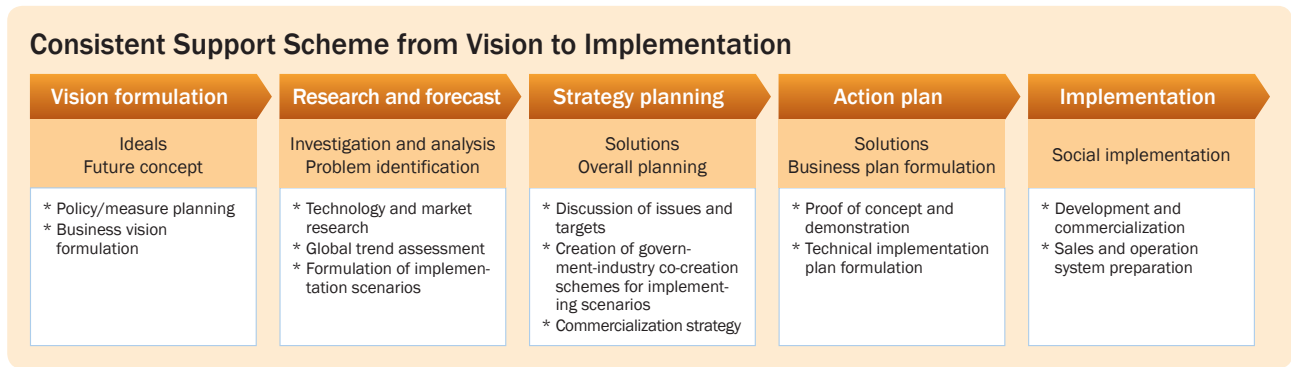 Consistent Support Scheme from Vision to Implementation
Vision formulation
Ideals
Future concept
* Policy/measure planning
* Business vision
formulation
Research and forecast
Investigation and analysis
Problem identification
* Technology and market
research
* Global trend assessment
* Formulation of implemen-
tation scenarios
Strategy planning
Solutions
Overall planning
* Discussion of issues and
targets
* Creation of govern-
ment-industry co-creation
schemes for implement-
ing scenarios
* Commercialization strategy
Action plan
Solutions
Business plan formulation
* Proof of concept and
demonstration
* Technical implementation
plan formulation
Implementation
Social implementation
* Development and
commercialization
* Sales and operation
system preparation